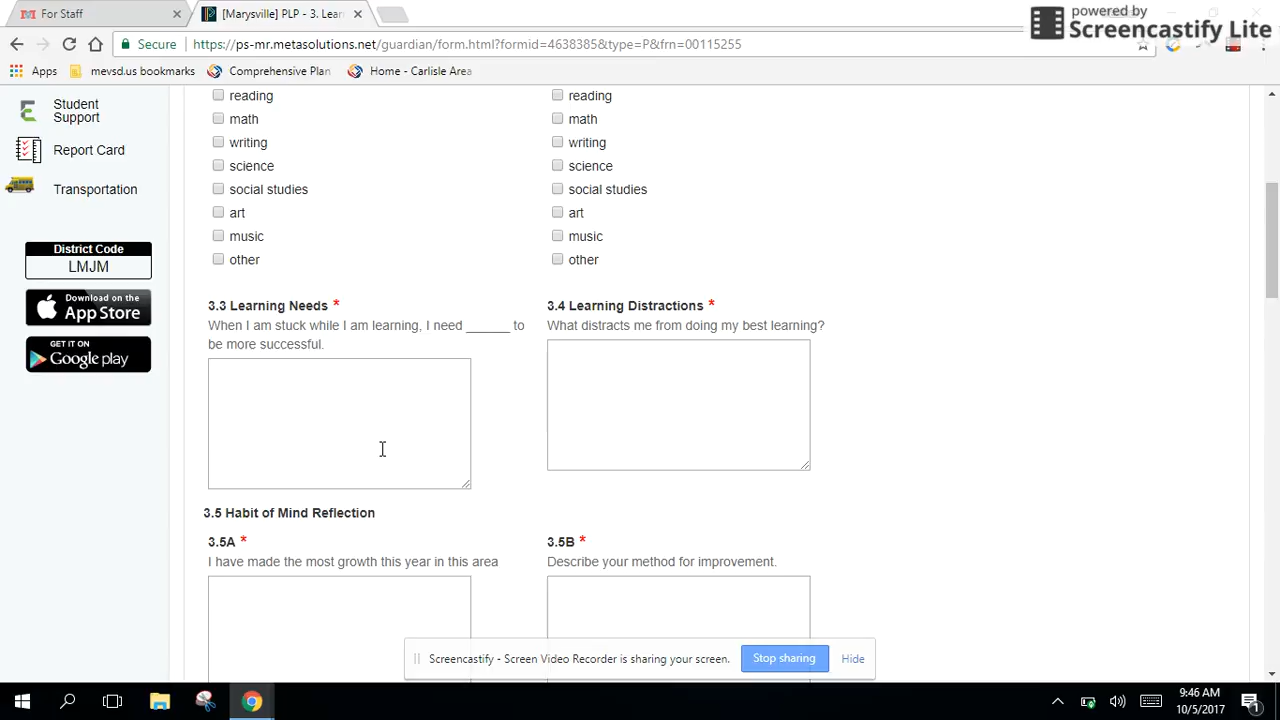 For Staff
[Marysville] PLP - 3. Lear
powered by
Screencastify Lite
Secure
https://ps-mr.metasolutions.net/guardian/form.html?formid=4638385&type=P&frn=00115255
Apps
mevsd.us bookmarks
Comprehensive Plan
Home - Carlisle Area
Student
Support
Report Card
Transportation
District Code
LMJM
Download on the
App Store
GET IT ON
Google play
reading
reading
math
math
writing
writing
science
science
social studies
social studies
art
art
music
music
other
other
3.3 Learning Needs *
When I am stuck while I am learning, I need ______ to
be more successful.
3.4 Learning Distractions *
What distracts me from doing my best learning?
3.5 Habit of Mind Reflection
3.5A *
I have made the most growth this year in this area
3.5B *
Describe your method for improvement.
Screencastify - Screen Video Recorder is sharing your screen.
Stop sharing
Hide
9:46 AM
10/5/2017